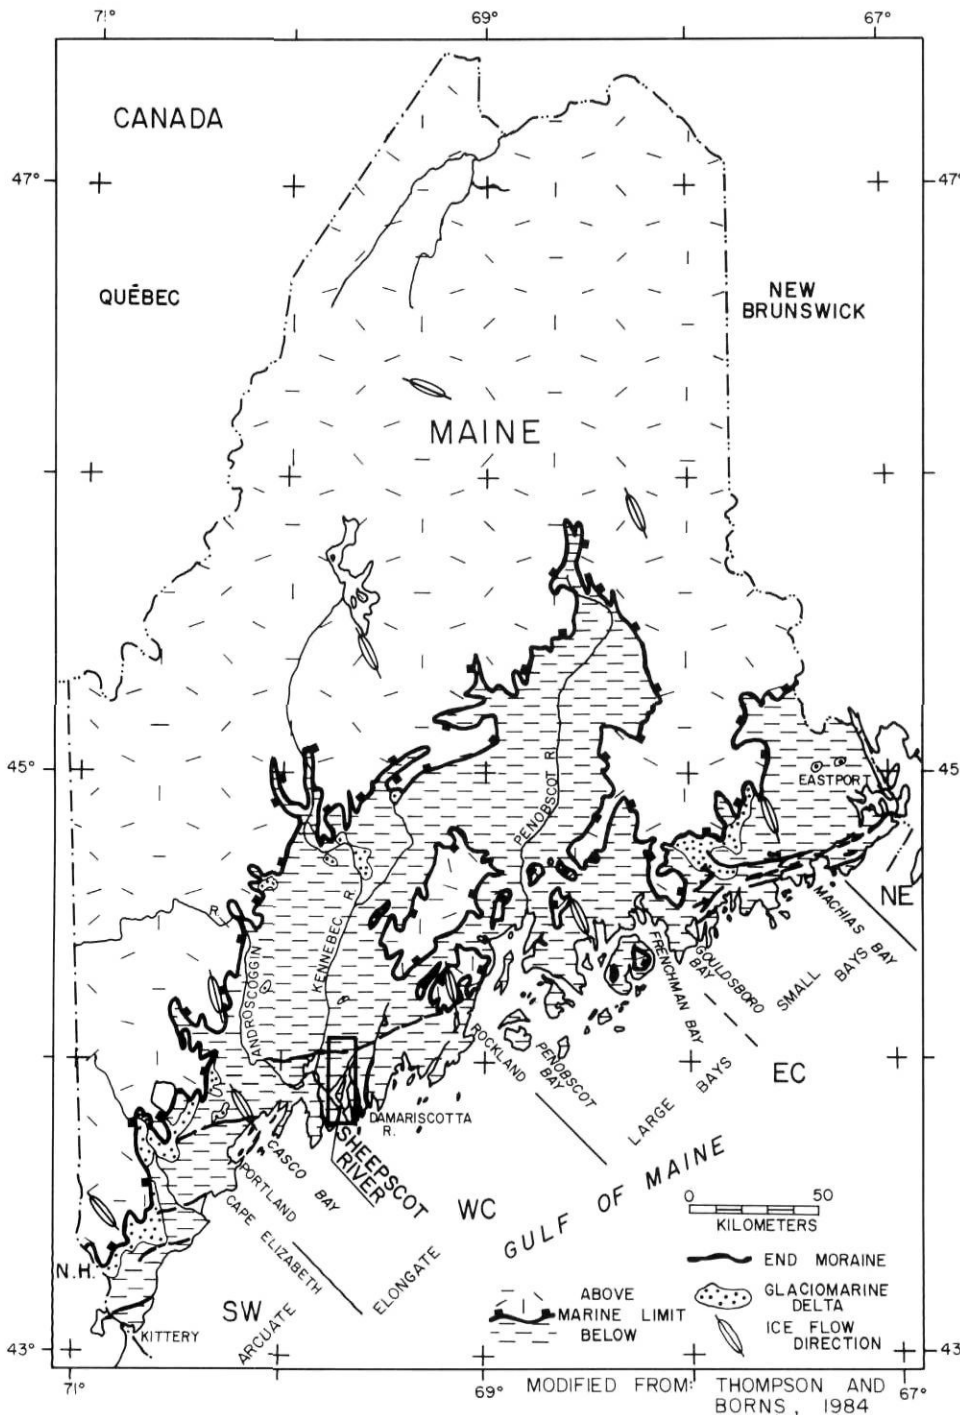 71°
69°
67°
CANADA
47°
47°
QUÉBEC
NEW
BRUNSWICK
MAINE
45°
45
EASTPORT
PENOBSCOT R.
KENNEBEC R.
R.
ANDROSCOGGIN
NE
MACHIAS BAY
SMALL BAYS
GOULDSBORO
BAY
FRENCHMAN BAY
ROCKLAND
PENOBSCOT
BAY
EC
LARGE BAYS
DAMARISCOTTA
R.
SHEEPSCOT
RIVER
CASCO BAY
PORTLAND
CAPE ELIZABETH
WC
GULF OF MAINE
ELONGATE
SW
ARCUATE
N.H.
KITTERY
0 50
KILOMETERS
END MORAINE
GLACIOMARINE
DELTA
ICE FLOW
DIRECTION
ABOVE
MARINE LIMIT
BELOW
43°
43
71°
69°
67°
MODIFIED FROM: THOMPSON AND
BORNS, 1984